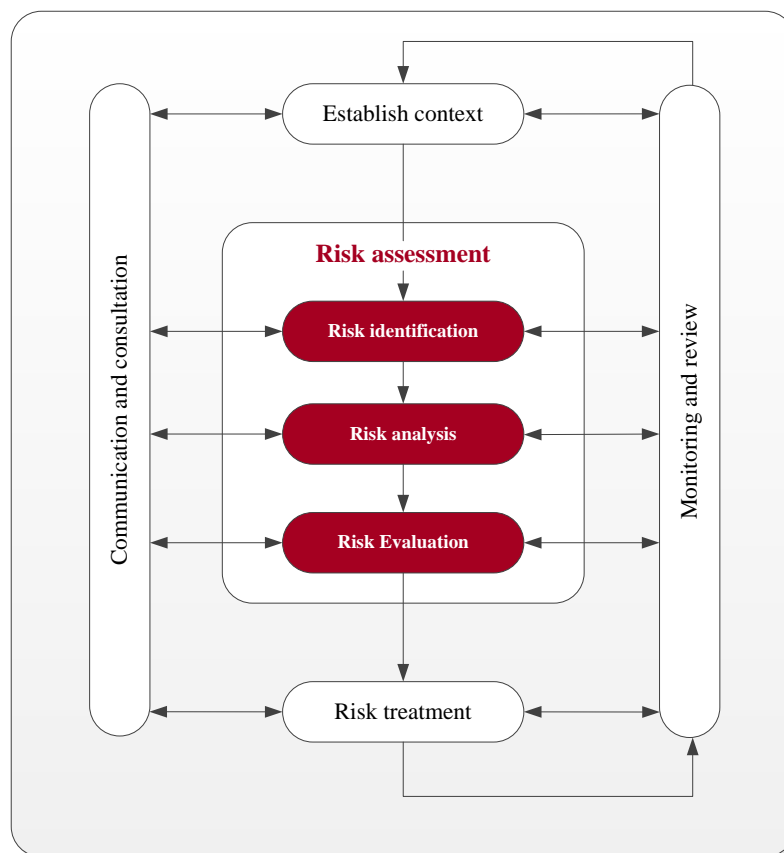 Establish context
Communication and consultation
Risk assessment
Risk identification
Risk analysis
Risk Evaluation
Monitoring and review
Risk treatment